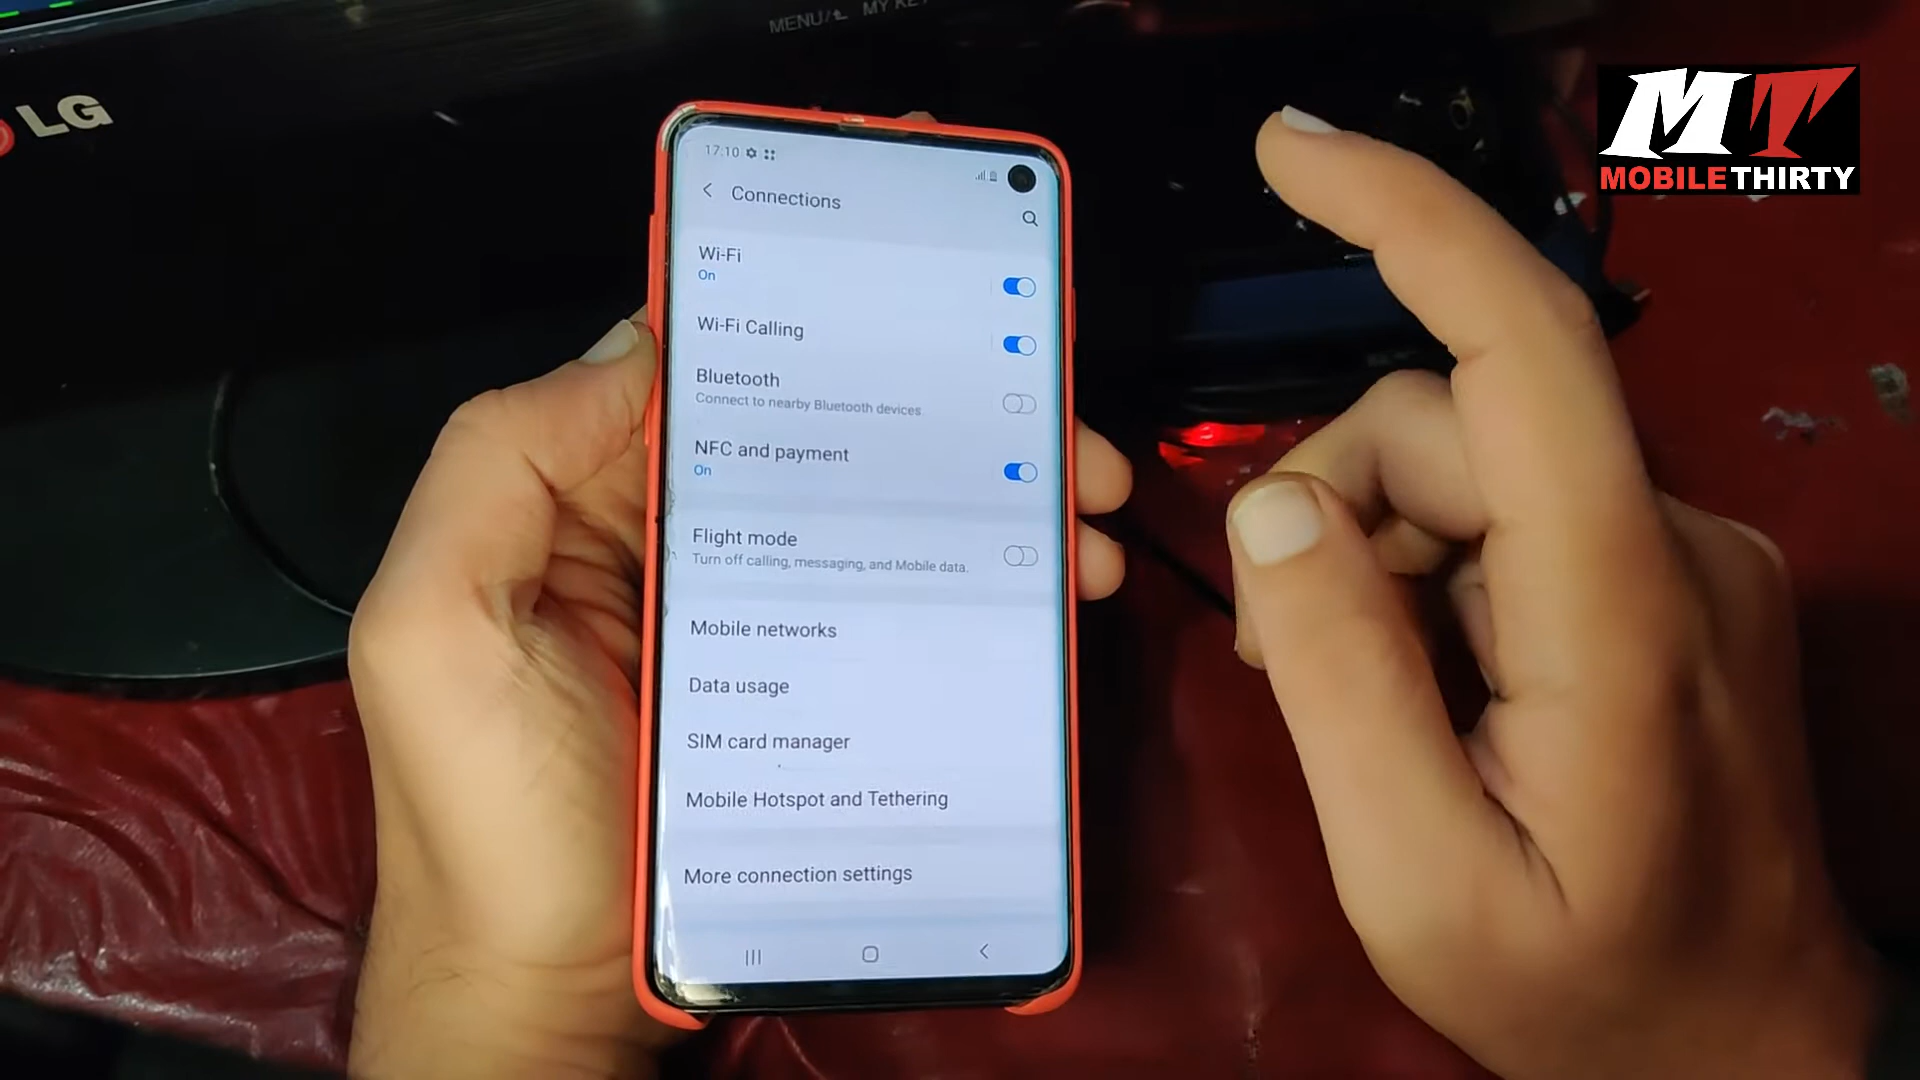 MENU/
MY KE
LG
MT
MOBILETHIRTY
17:10
Connections
Wi-Fi
On
Wi-Fi Calling
Bluetooth
Connect to nearby Bluetooth devices
NFC and payment
On
Flight mode
Turn off calling, messaging, and Mobile data.
Mobile networks
Data usage
SIM card manager
Mobile Hotspot and Tethering
More connection settings